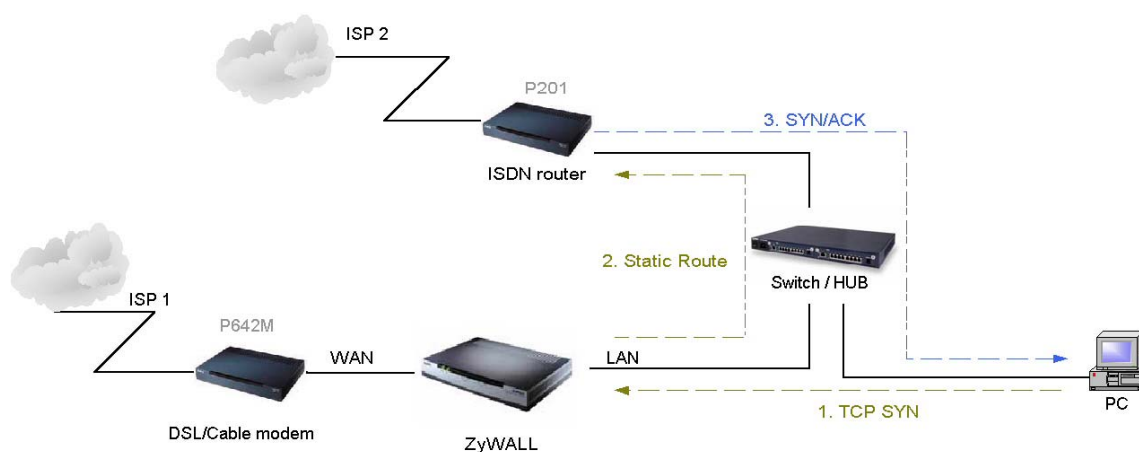 ISP 2
P201
3. SYN/ACK
ISDN router
2. Static Route
Switch / HUB
ISP 1
P642M
WAN
LAN
1. TCP SYN
PC
DSL/Cable modem
ZyWALL